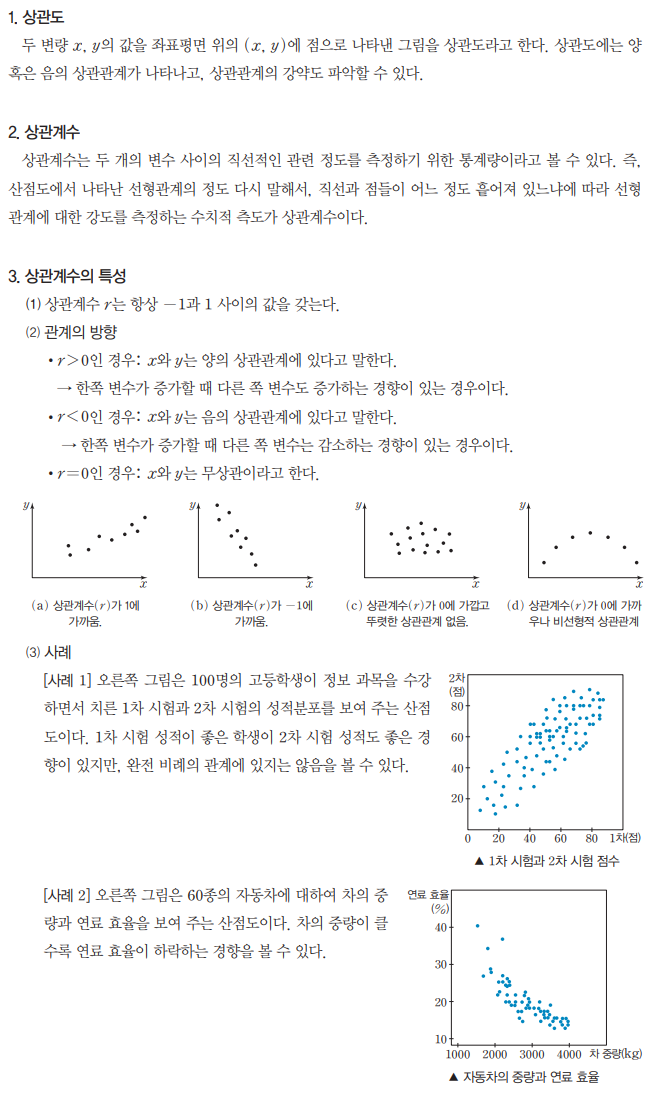 1. 상관도
두 변량 x, y의 값을 좌표평면 위의 (x, y)에 점으로 나타낸 그림을 상관도라고 한다. 상관도에는 양
혹은 음의 상관관계가 나타나고, 상관관계의 강약도 파악할 수 있다.
2. 상관계수
상관계수는 두 개의 변수 사이의 직선적인 관련 정도를 측정하기 위한 통계량이라고 볼 수 있다. 즉,
산점도에서 나타난 선형관계의 정도 다시 말해서, 직선과 점들이 어느 정도 흩어져 있느냐에 따라 선형
관계에 대한 강도를 측정하는 수치적 측도가 상관계수이다.
3. 상관계수의 특성
(1) 상관계수 r는 항상 -1과 1 사이의 값을 갖는다.
(2) 관계의 방향
• r>0인 경우: x와 y는 양의 상관관계에 있다고 말한다.
→ 한쪽 변수가 증가할 때 다른 쪽 변수도 증가하는 경향이 있는 경우이다.
• r<0인 경우: x와 y는 음의 상관관계에 있다고 말한다.
→ 한쪽 변수가 증가할 때 다른 쪽 변수는 감소하는 경향이 있는 경우이다.
• r=0인 경우: x와 y는 무상관이라고 한다.
y x
y x
y x
y x
(a) 상관계수(r)가 1에
가까움.
(b) 상관계수(r)가 -1에
가까움.
(c) 상관계수(r)가 0에 가깝고
뚜렷한 상관관계 없음.
(d) 상관계수(r)가 0에 가까
우나 비선형적 상관관계
(3) 사례
[사례 1] 오른쪽 그림은 100명의 고등학생이 정보 과목을 수강
하면서 치른 1차 시험과 2차 시험의 성적분포를 보여 주는 산점
도이다. 1차 시험 성적이 좋은 학생이 2차 시험 성적도 좋은 경
향이 있지만, 완전 비례의 관계에 있지는 않음을 볼 수 있다.
2차
(점)
80
60
40
20
0 20 40 60 80 1차(점)
▲ 1차 시험과 2차 시험 점수
[사례 2] 오른쪽 그림은 60종의 자동차에 대하여 차의 중
량과 연료 효율을 보여 주는 산점도이다. 차의 중량이 클
수록 연료 효율이 하락하는 경향을 볼 수 있다.
연료 효율
(%)
40
30
20
10
1000 2000 3000 4000 차 중량(kg)
▲ 자동차의 중량과 연료 효율